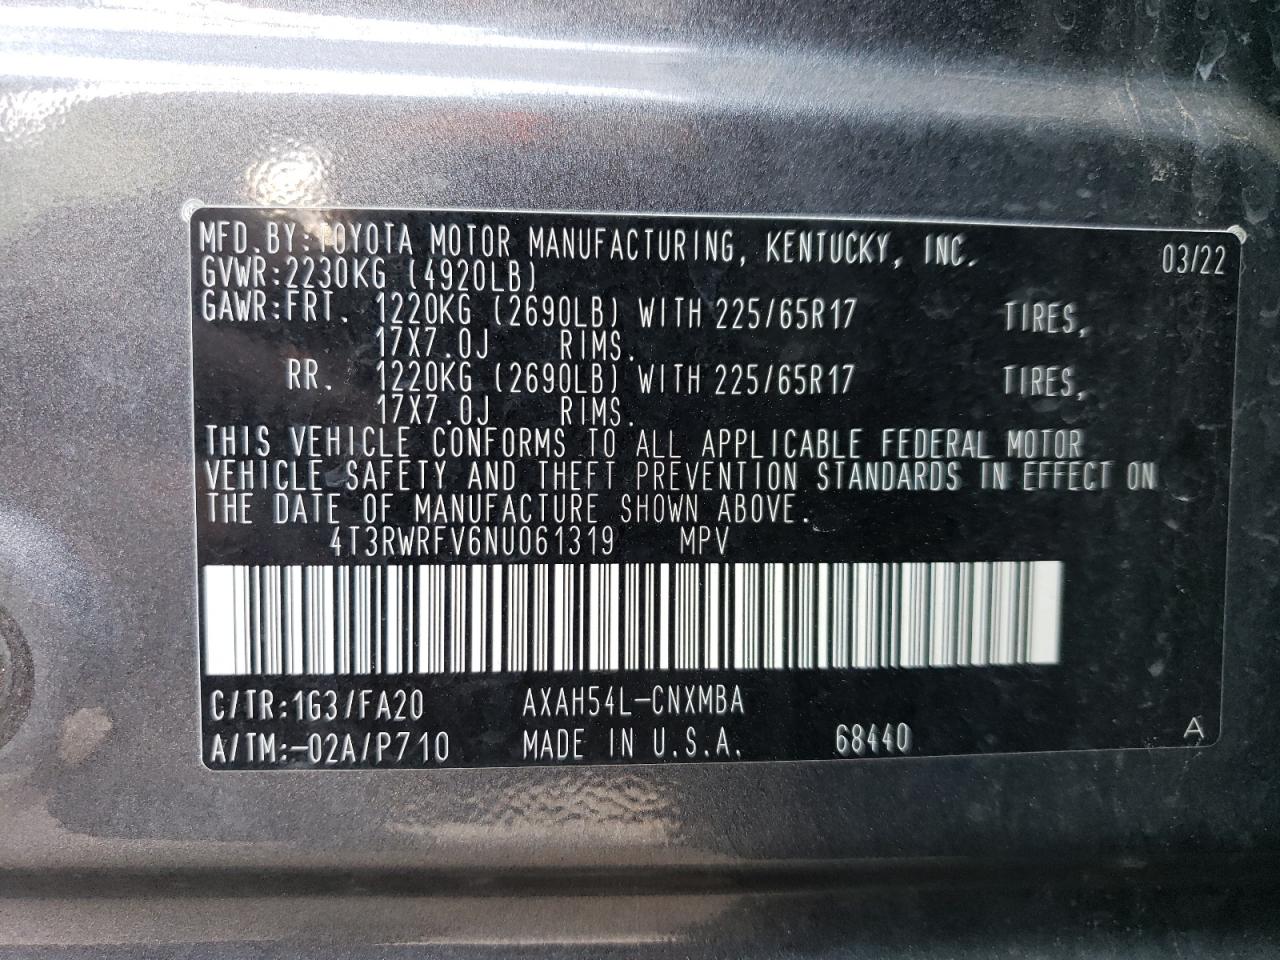 MFD.BY:TOYOTA MOTOR MANUFACTURING, KENTUCKY, INC. 03/22
GVWR:2230KG (4920LB)
GAWR:FRT. 1220KG (2690LB) WITH 225/65R17 TIRES,
17X7.0J RIMS.
RR. 1220KG (2690LB) WITH 225/65R17 TIRES,
17X7.0J RIMS.
THIS VEHICLE CONFORMS TO ALL APPLICABLE FEDERAL MOTOR
VEHICLE SAFETY AND THEFT PREVENTION STANDARDS IN EFFECT ON
THE DATE OF MANUFACTURE SHOWN ABOVE.
4T3RWRFV6NU061319 MPV
C/TR:1G3/FA20 AXAH54L-CNXMBA
A/TM:-02A/P710 MADE IN U.S.A. 68440 A